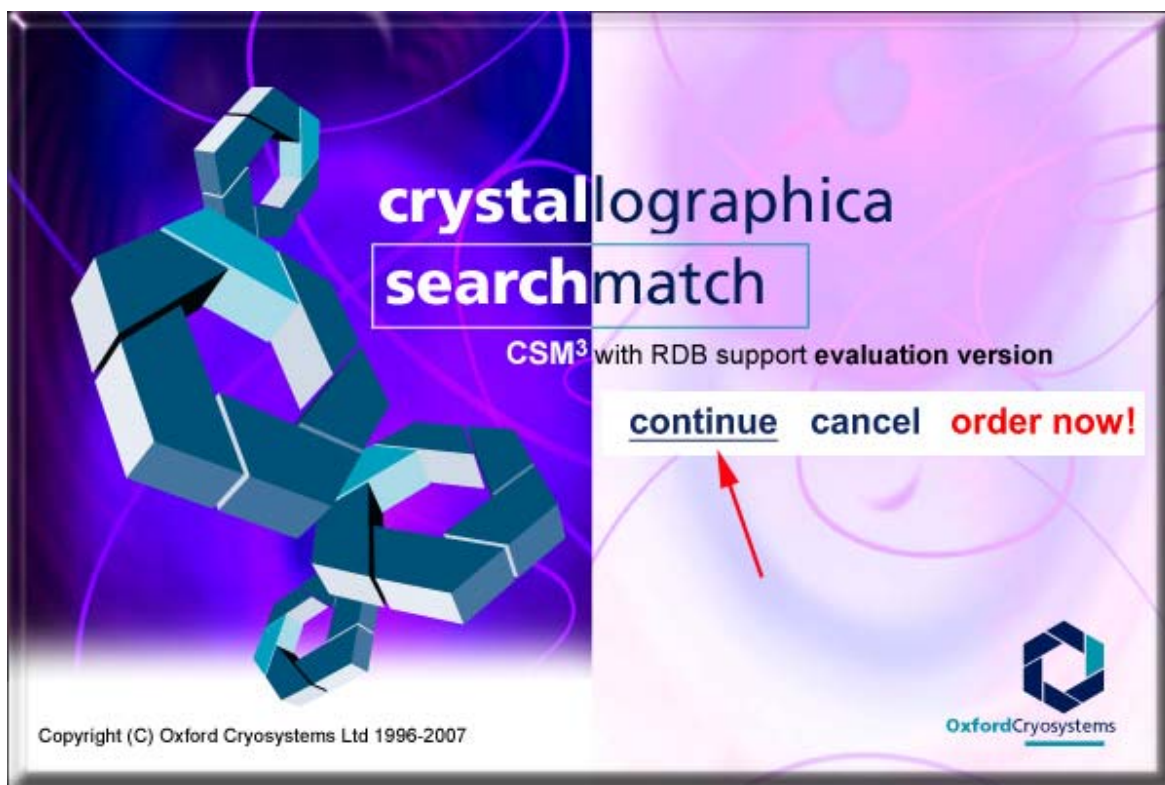 crystallographica
searchmatch
CSM³ with RDB support evaluation version
continue cancel order now!
OxfordCryosystems
Copyright (C) Oxford Cryosystems Ltd 1996-2007